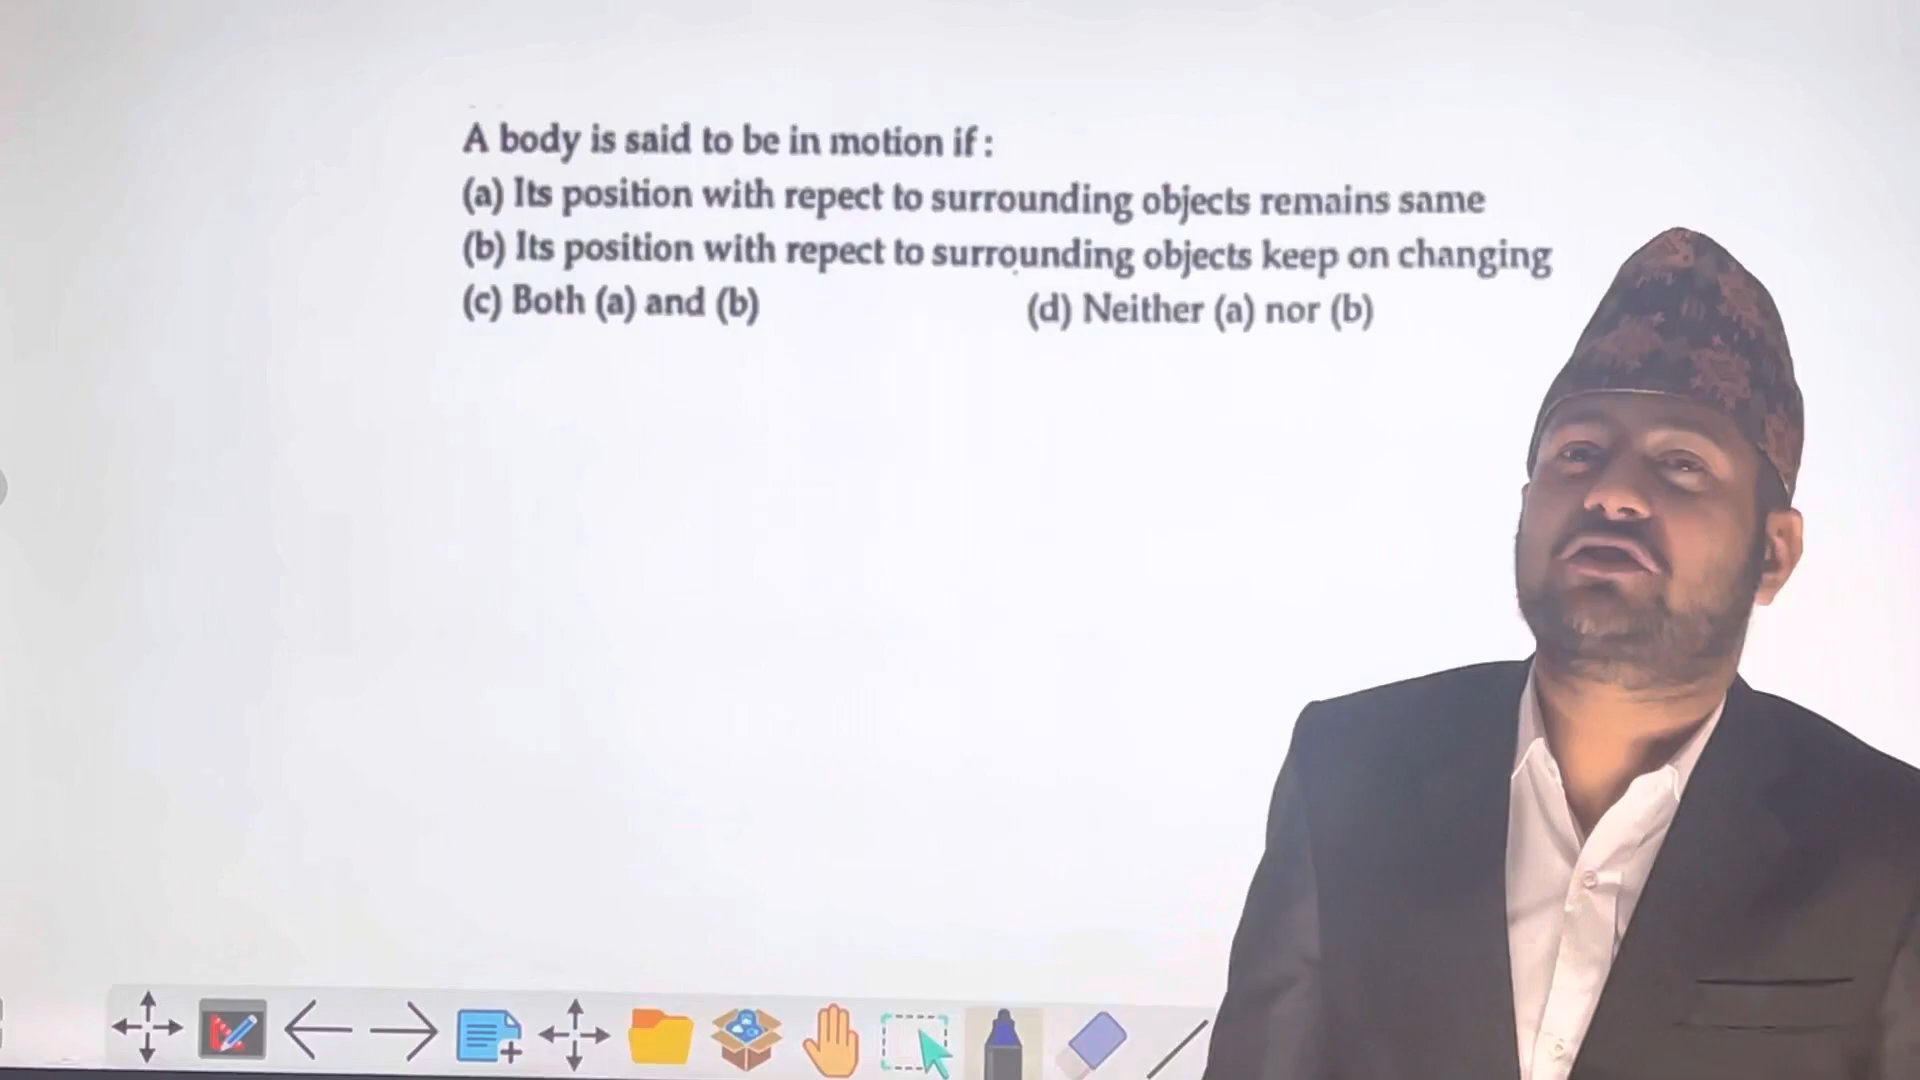 A body is said to be in motion if :
(a) Its position with repect to surrounding objects remains same
(b) Its position with repect to surrounding objects keep on changing
(c) Both (a) and (b) (d) Neither (a) nor (b)